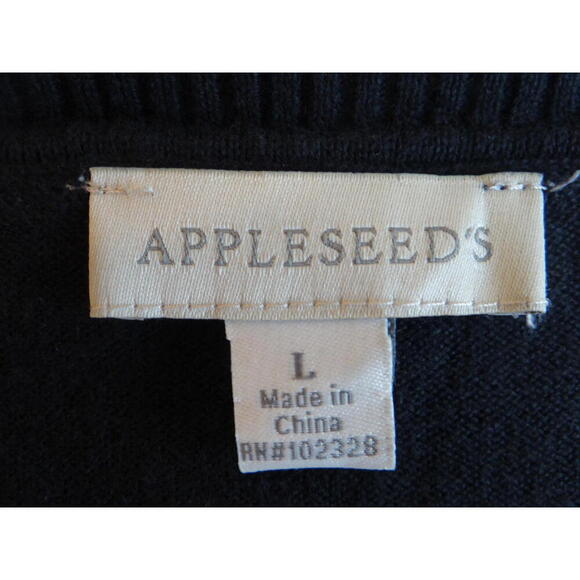 APPLESEED'S
L
Made in
China
RN#102328